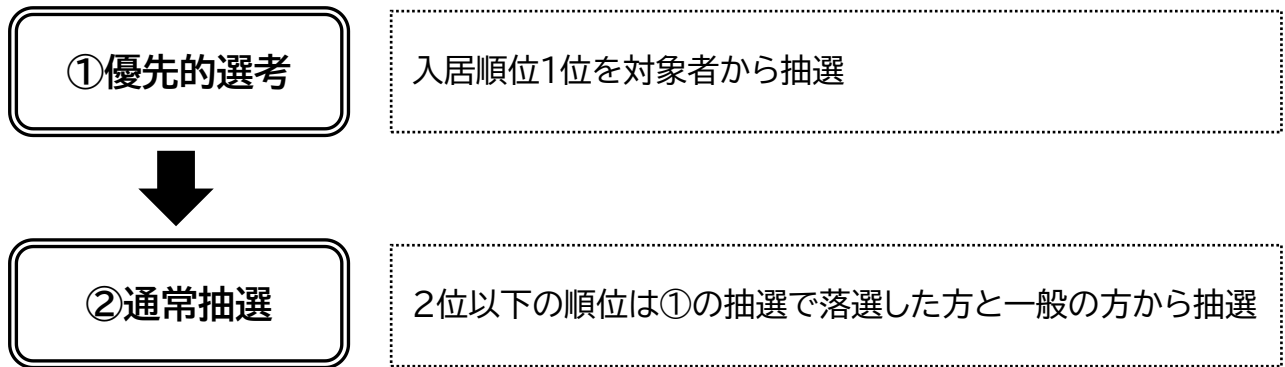 ①優先的選考
入居順位1位を対象者から抽選
②通常抽選
2位以下の順位は①の抽選で落選した方と一般の方から抽選